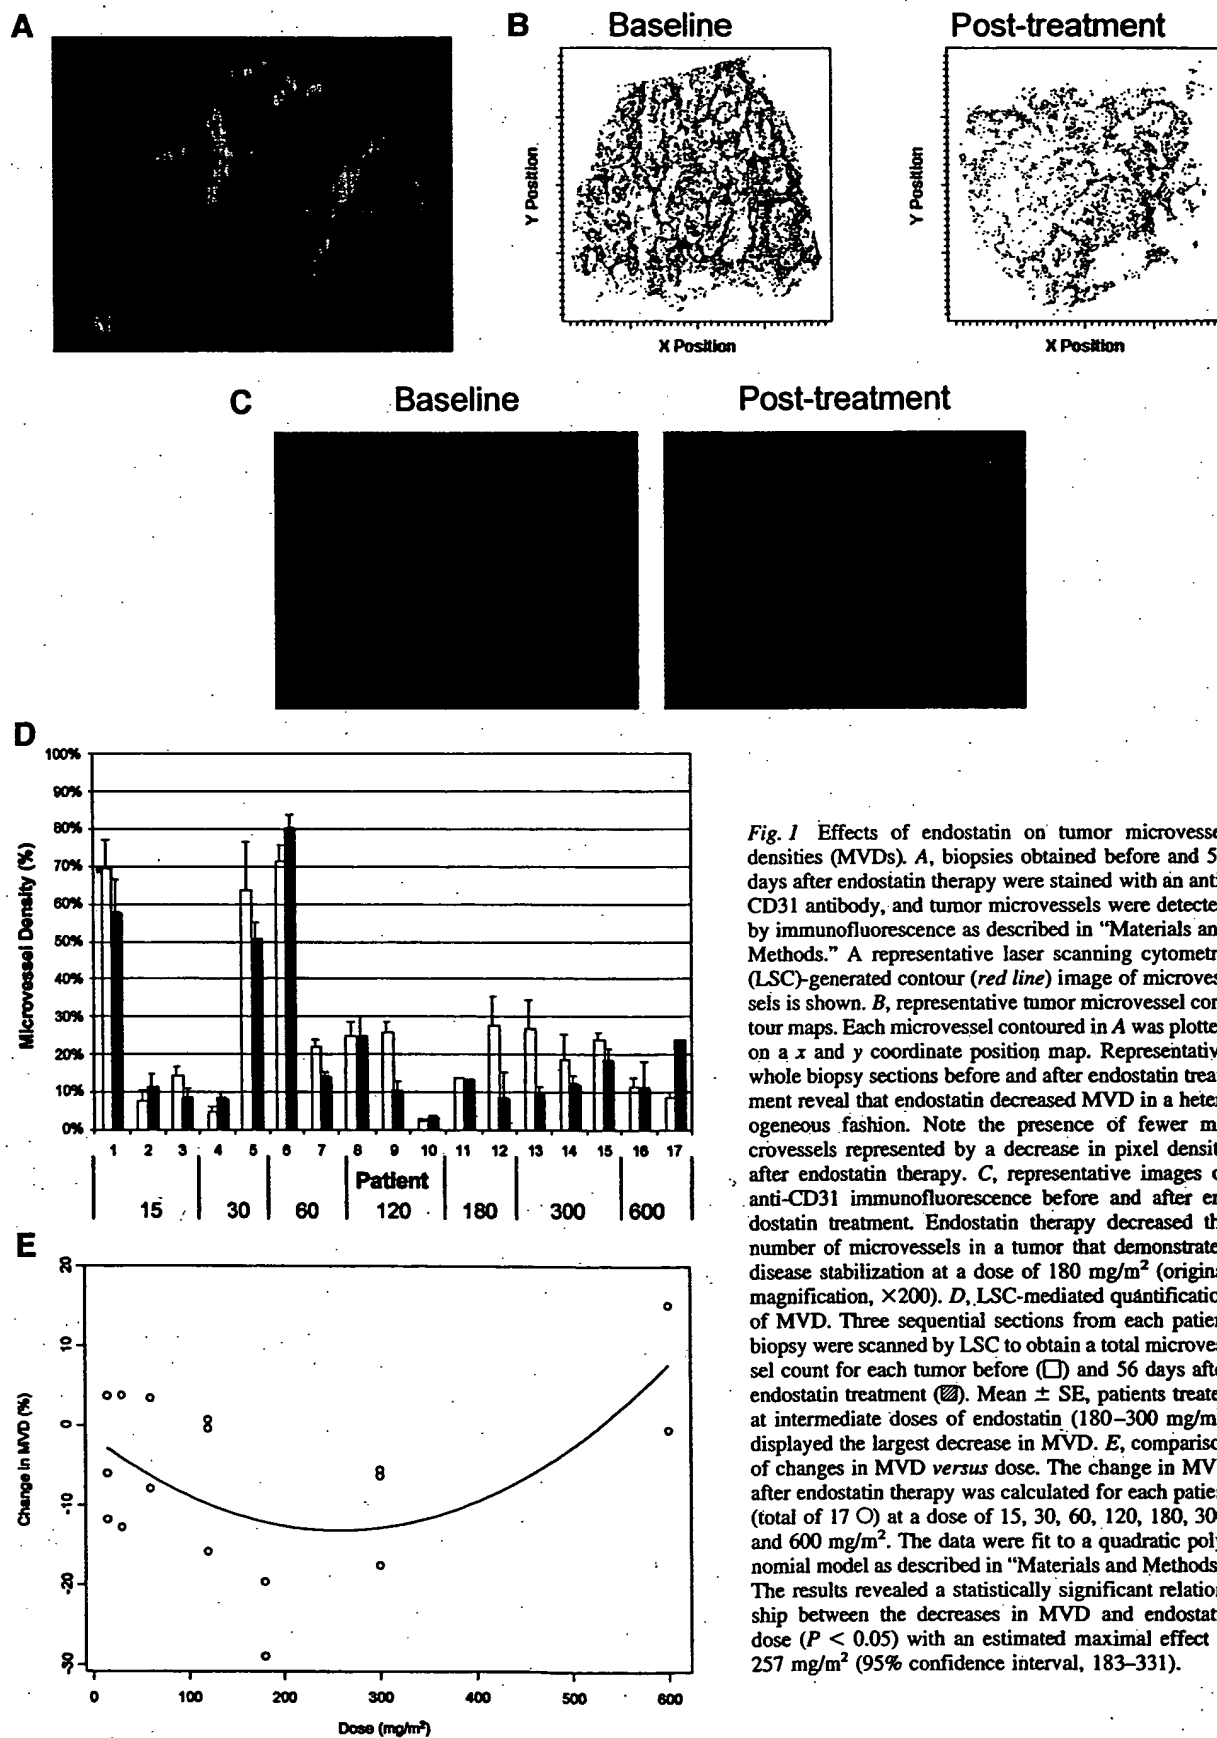 A
B
Baseline
Post-treatment
Y Position
X Position
Y Position
X Position
C
Baseline
Post-treatment
D
Microvessel Density (%)
100%
90%
80%
70%
60%
50%
40%
30%
20%
10%
0%
1 2 3 4 5 6 7 8 9 10 11 12 13 14 15 16 17
Patient
15 30 60 120 180 300 600
E
Change in MVD (%)
20
10
0
-10
-20
-30
0 100 200 300 400 500 600
Dose (mg/m²)
Fig. 1 Effects of endostatin on tumor microvesse
densities (MVDs). A, biopsies obtained before and 5
days after endostatin therapy were stained with an anti
CD31 antibody, and tumor microvessels were detecte
by immunofluorescence as described in “Materials an
Methods.” A representative laser scanning cytometr
(LSC)-generated contour (red line) image of microves
sels is shown. B, representative tumor microvessel con
tour maps. Each microvessel contoured in A was plotte
on a x and y coordinate position map. Representativ
whole biopsy sections before and after endostatin treat
ment reveal that endostatin decreased MVD in a heter
ogeneous fashion. Note the presence of fewer m
crovessels represented by a decrease in pixel densit
after endostatin therapy. C, representative images o
anti-CD31 immunofluorescence before and after en
dostatin treatment. Endostatin therapy decreased th
number of microvessels in a tumor that demonstrate
disease stabilization at a dose of 180 mg/m² (origina
magnification, ×200). D, LSC-mediated quantificatio
of MVD. Three sequential sections from each patien
biopsy were scanned by LSC to obtain a total microve
sel count for each tumor before (□) and 56 days afte
endostatin treatment (▨). Mean ± SE, patients treate
at intermediate doses of endostatin (180–300 mg/m
displayed the largest decrease in MVD. E, compariso
of changes in MVD versus dose. The change in MV
after endostatin therapy was calculated for each patie
(total of 17 ○) at a dose of 15, 30, 60, 120, 180, 30
and 600 mg/m². The data were fit to a quadratic poly
nomial model as described in “Materials and Methods
The results revealed a statistically significant relation
ship between the decreases in MVD and endostat
dose (P < 0.05) with an estimated maximal effect
257 mg/m² (95% confidence interval, 183–331).